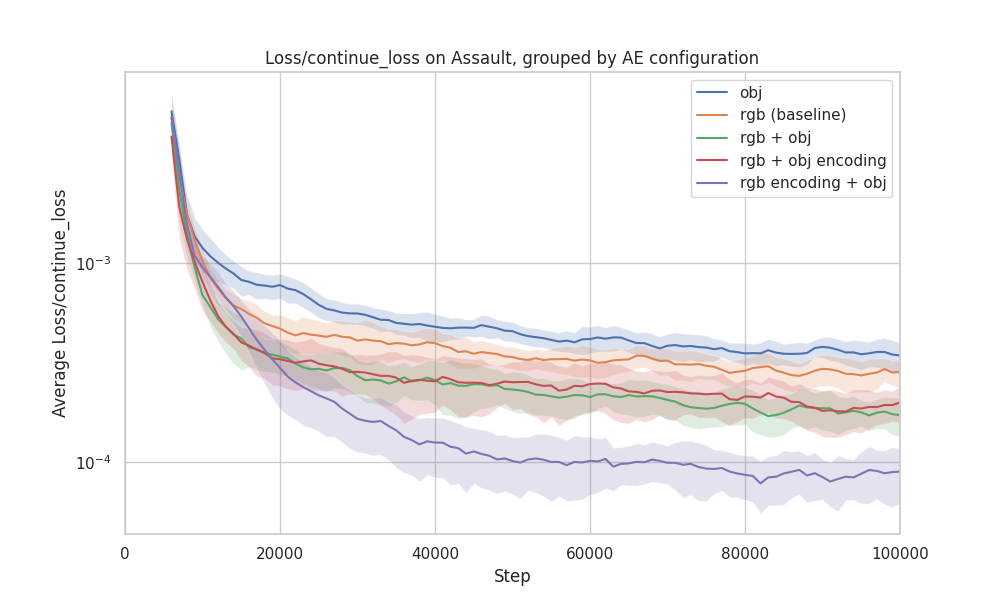 Loss/continue_loss on Assault, grouped by AE configuration
obj
rgb (baseline)
rgb + obj
rgb + obj encoding
rgb encoding + obj
Average Loss/continue_loss
10⁻³
10⁻⁴
0
20000
40000
60000
80000
100000
Step